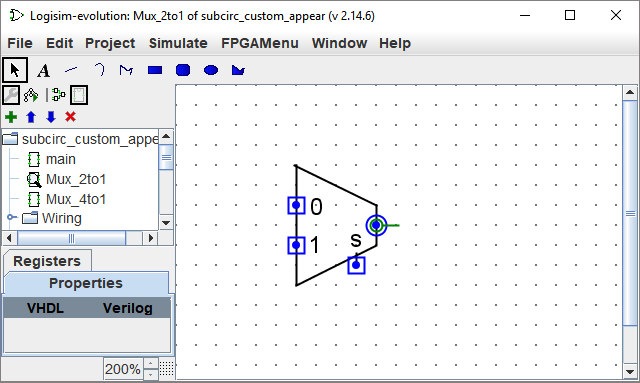 Logisim-evolution: Mux_2to1 of subcirc_custom_appear (v 2.14.6)
File Edit Project Simulate FPGAMenu Window Help
A
subcirc_custom_appe
main
Mux_2to1
Mux_4to1
Wiring
Registers
Properties
VHDL Verilog
200%
0
1
s